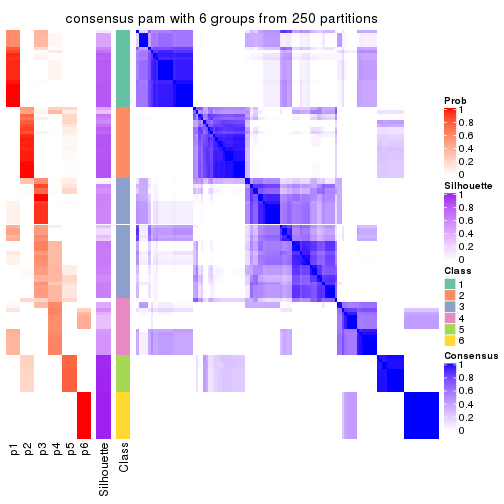 consensus pam with 6 groups from 250 partitions
Prob
1
0.8
0.6
0.4
0.2
0
Silhouette
1
0.8
0.6
0.4
0.2
0
Class
1
2
3
4
5
6
Consensus
1
0.8
0.6
0.4
0.2
0
p1
p2
p3
p4
p5
p6
Silhouette
Class